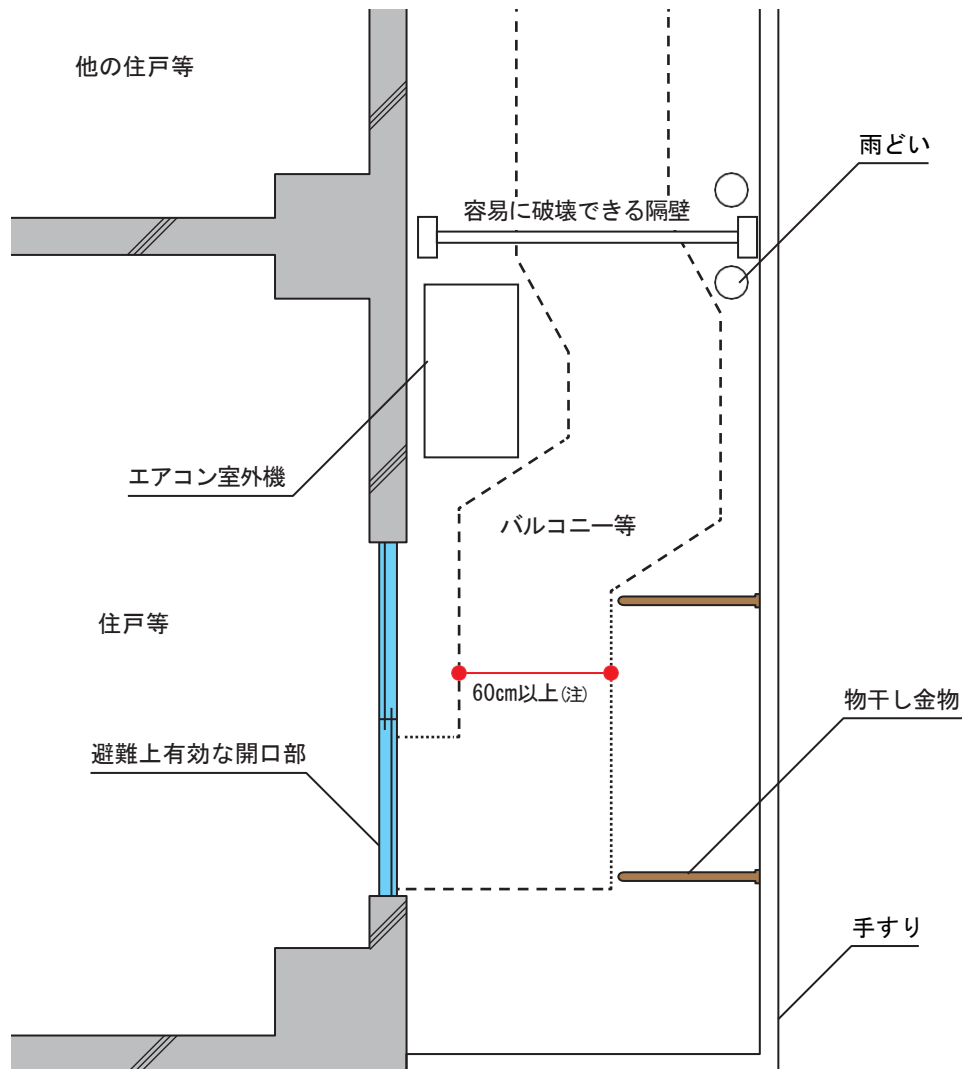 他の住戸等
雨どい
容易に破壊できる隔壁
エアコン室外機
バルコニー等
住戸等
60cm以上(注)
物干し金物
避難上有効な開口部
手すり